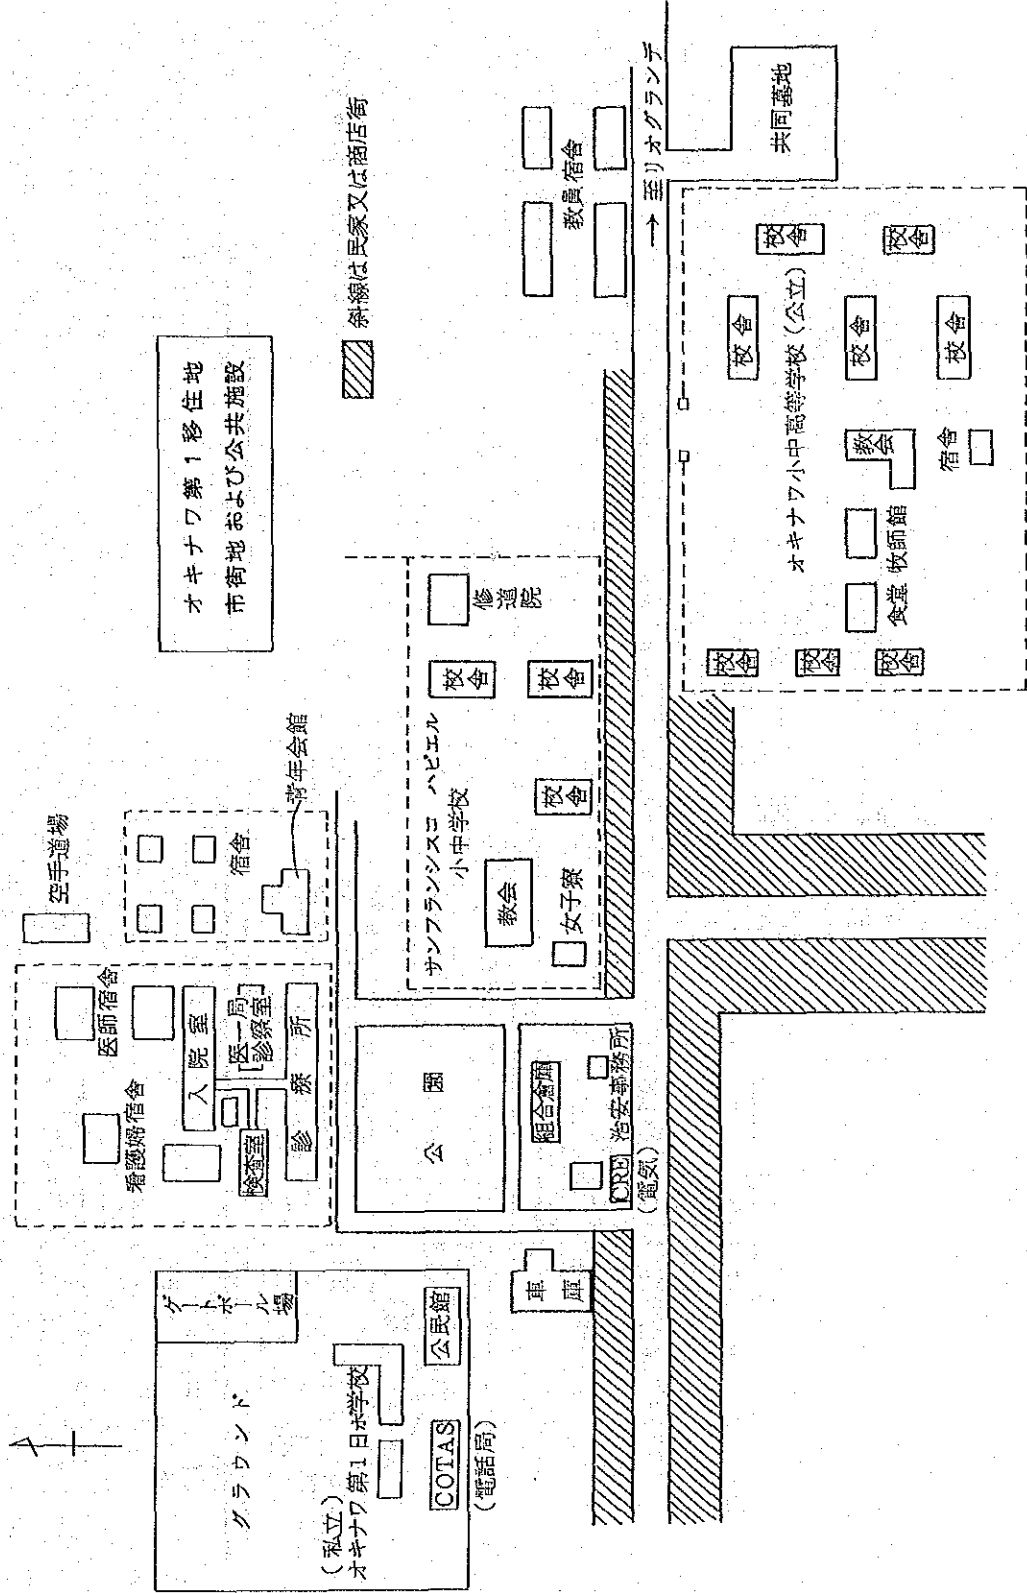 オキナワ第1移住地
市街地および公共施設
斜線は民家又は商店街
空手道場
医師宿舎
看護婦宿舎
入院室
医局
診察室
検査室
診療所
宿舎
青年会館
ゲートボール場
グラウンド
(私立)
オキナワ第1日ボ学校
公民館
COTAS
(電話局)
車庫
公園
組合倉庫
治安事務所
CRE
(電気)
サンフランシスコ ハビエル
小中学校
教会
女子寮
校舎
校舎
校舎
修道院
教員宿舎
→至リオグランデ
共同墓地
オキナワ小中高等学校(公立)
校舎
校舎
校舎
校舎
校舎
校舎
校舎
校舎
教会
宿舎
牧師館
食堂